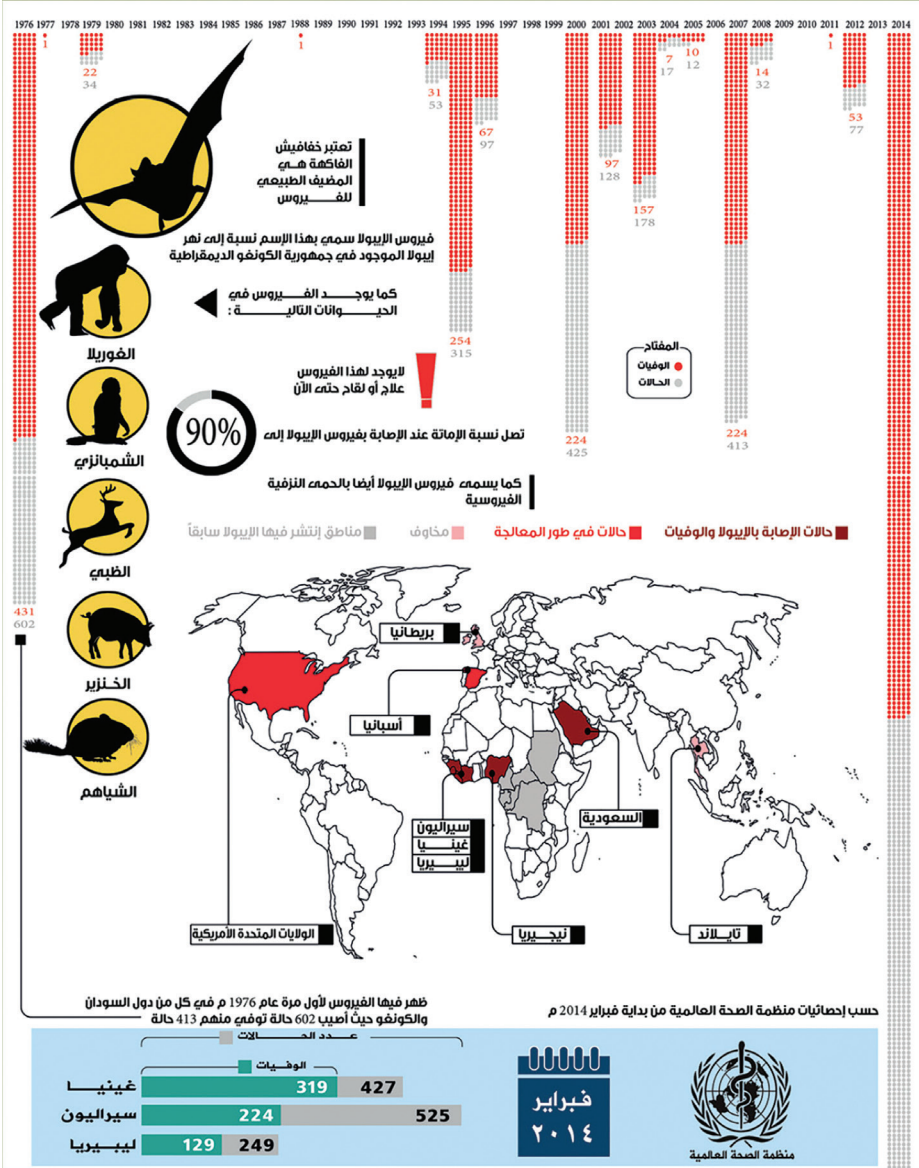 1976 1977 1978 1979 1980 1981 1982 1983 1984 1985 1986 1987 1988 1989 1990 1991 1992 1993 1994 1995 1996 1997 1998 1999 2000 2001 2002 2003 2004 2005 2006 2007 2008 2009 2010 2011 2012 2013 2014
1
22
34
1
31
53
254
315
67
97
224
425
97
128
157
178
7
17
10
12
224
413
14
32
1
53
77
431
602
تعتبر خفافيش
الفاكهة هي
المضيف الطبيعي
للفيروس
فيروس الإيبولا سمي بهذا الإسم نسبة إلى نهر
إيبولا الموجود في جمهورية الكونغو الديمقراطية
كما يوجد الفيروس في
الحيوانات التالية :
الغوريلا
الشمبانزي
الظبي
الخنزير
الشياهم
لايوجد لهذا الفيروس
علاج أو لقاح حتى الآن
تصل نسبة الإماتة عند الإصابة بفيروس الإيبولا إلى
90%
كما يسمى فيروس الإيبولا أيضا بالحمى النزفية
الفيروسية
المفتاح
الوفيات
الحالات
حالات الإصابة بالإيبولا والوفيات
حالات في طور المعالجة
مخاوف
مناطق إنتشر فيها الإيبولا سابقاً
بريطانيا
أسبانيا
السعودية
سيراليون
غينيا
ليبيريا
الولايات المتحدة الأمريكية
نيجيريا
تايلاند
حسب إحصائيات منظمة الصحة العالمية من بداية فبراير 2014 م
ظهر فيها الفيروس لأول مرة عام 1976 م في كل من دول السودان
والكونغو حيث أصيب 602 حالة توفي منهم 413 حالة
عدد الحالات
الوفيات
غينيا 319 427
سيراليون 224 525
ليبيريا 129 249
فبراير
٢٠١٤
منظمة الصحة العالمية